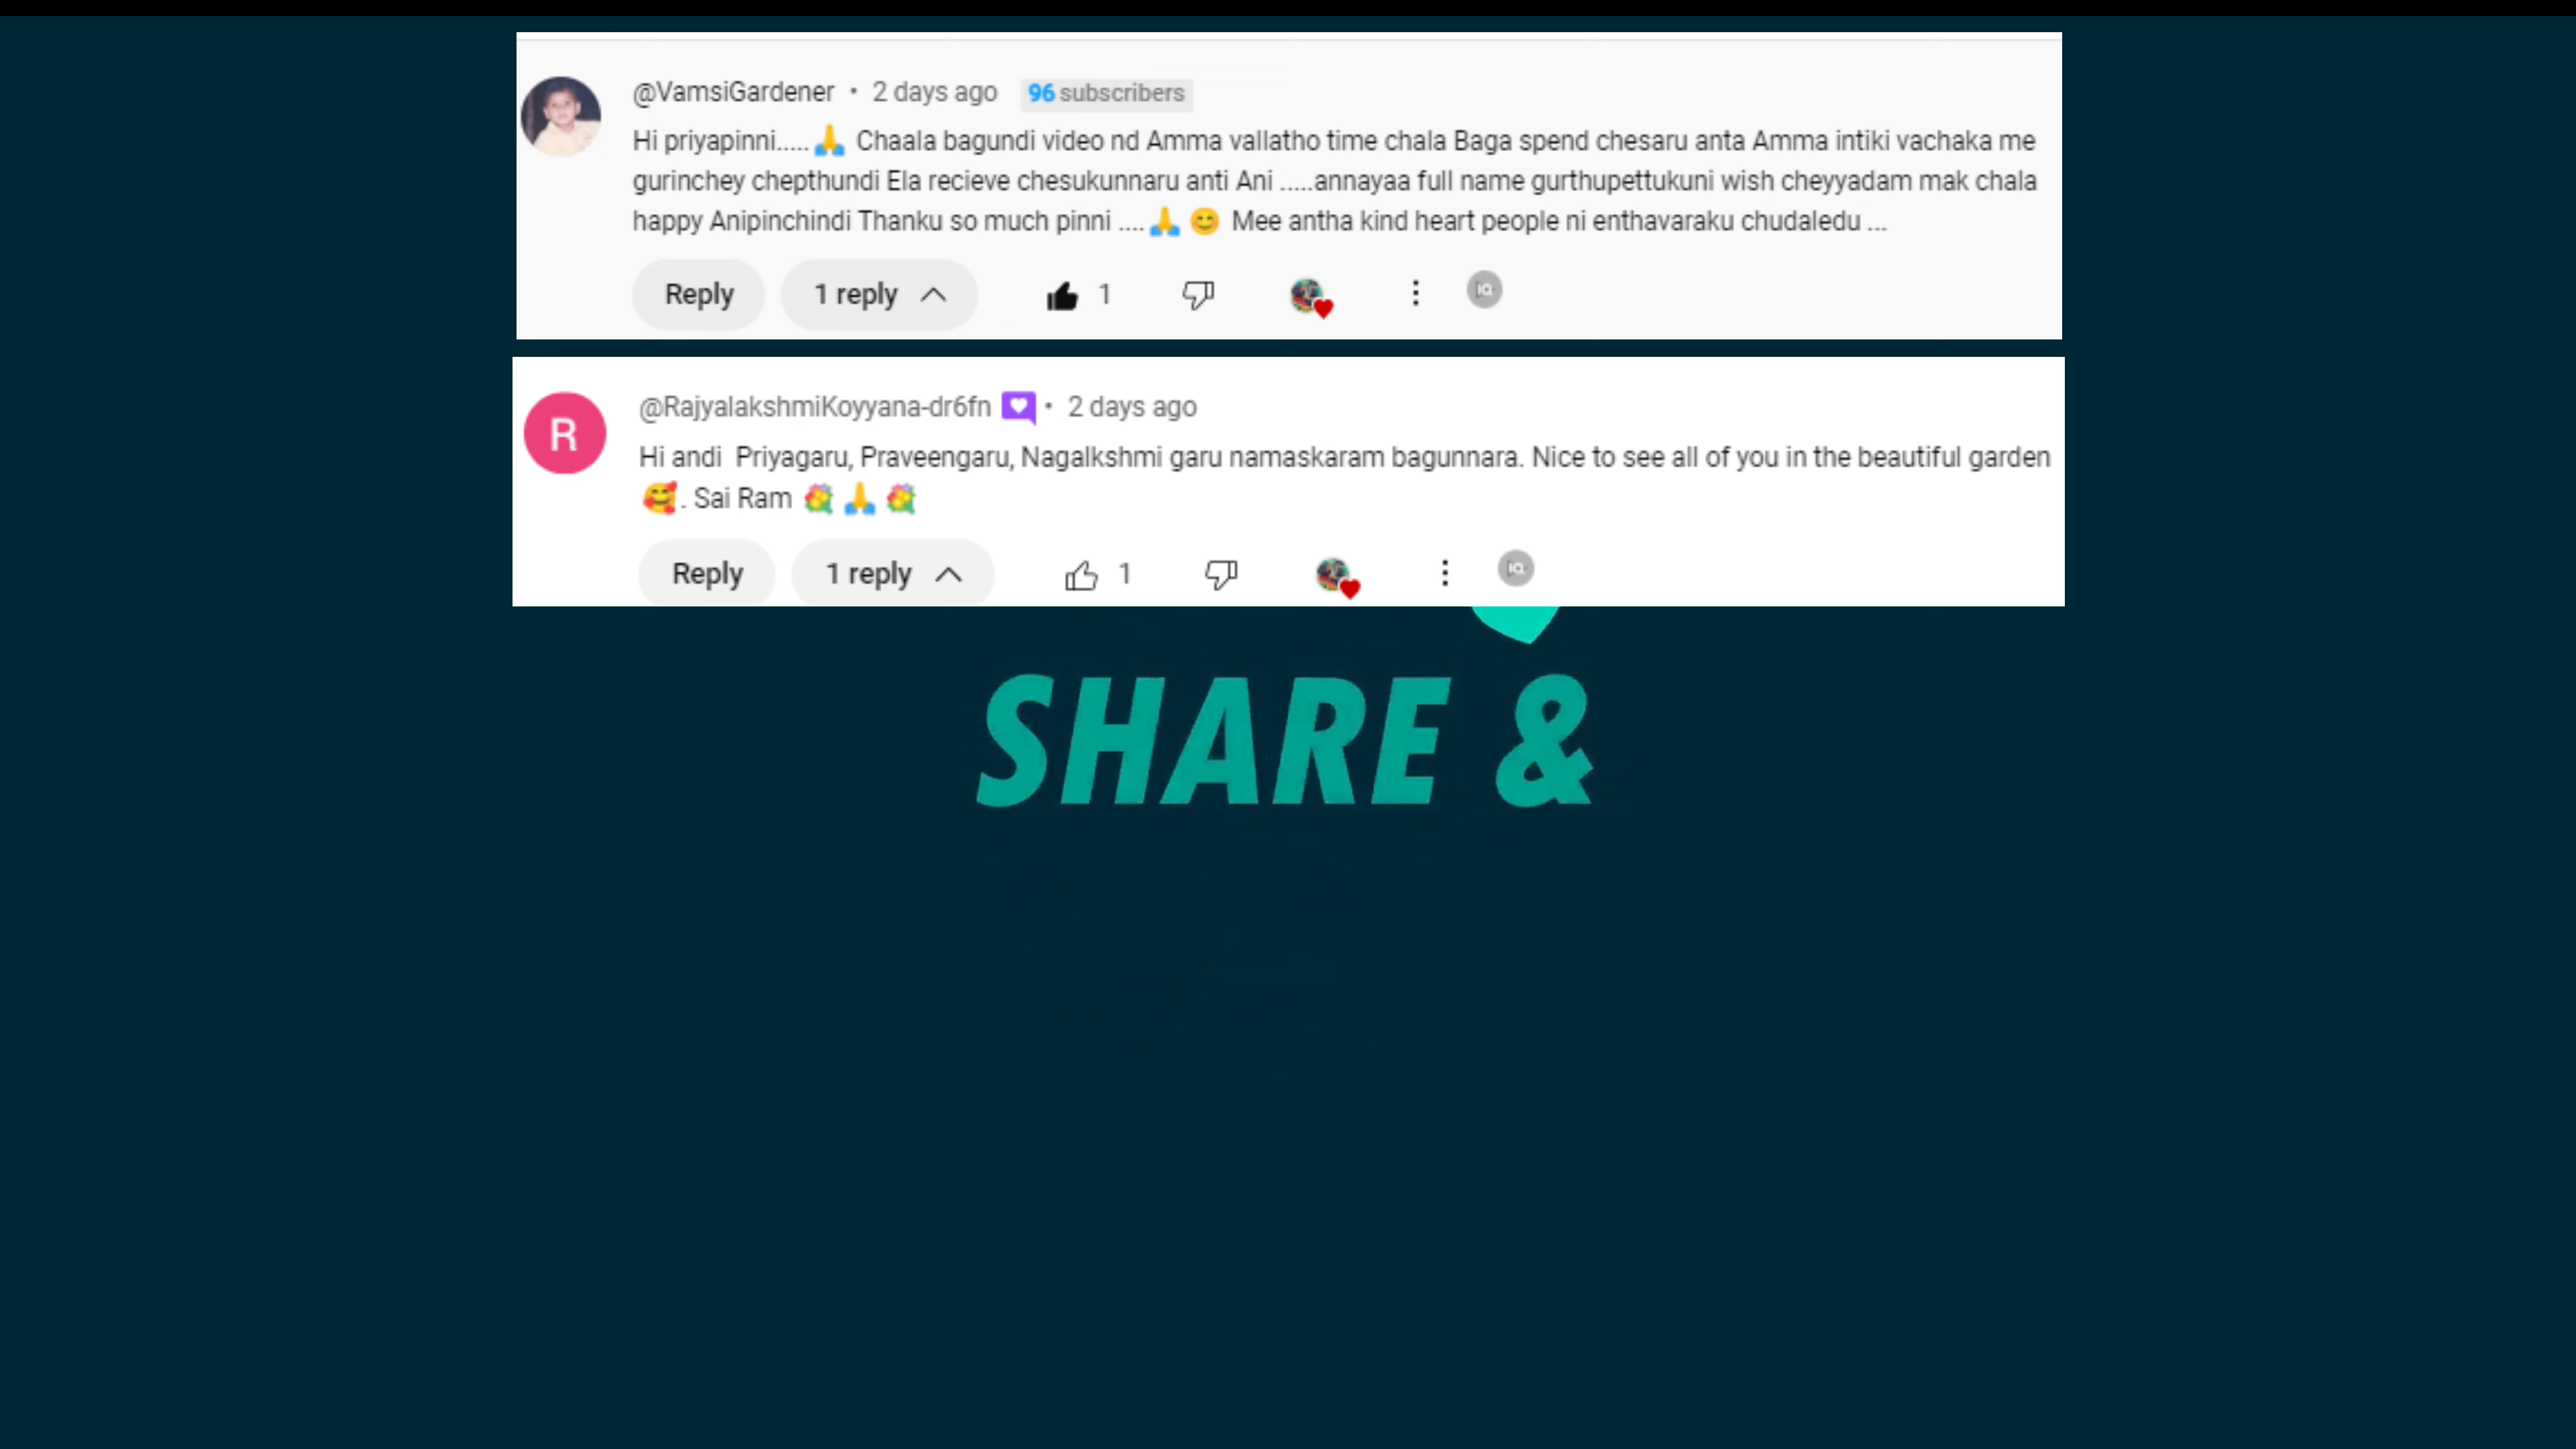 @VamsiGardener • 2 days ago 96 subscribers
Hi priyapinni.....🙏 Chaala bagundi video nd Amma vallatho time chala Baga spend chesaru anta Amma intiki vachaka me
gurinchey chepthundi Ela recieve chesukunnaru anti Ani .....annayaa full name gurthupettukuni wish cheyyadam mak chala
happy Anipinchindi Thanku so much pinni ....🙏 😊 Mee antha kind heart people ni enthavaraku chudaledu ...
Reply 1 reply 1 IQ
R
@RajyalakshmiKoyyana-dr6fn • 2 days ago
Hi andi Priyagaru, Praveengaru, Nagalkshmi garu namaskaram bagunnara. Nice to see all of you in the beautiful garden
🥰. Sai Ram 💐 🙏 💐
Reply 1 reply 1 IQ
SHARE &